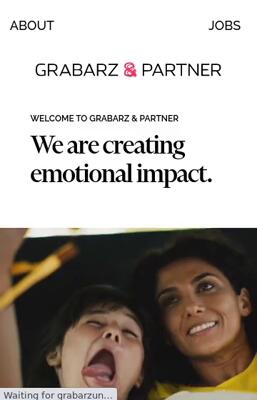 ABOUT JOBS
GRABARZ & PARTNER
WELCOME TO GRABARZ & PARTNER
We are creating
emotional impact.
Waiting for grabarzun...